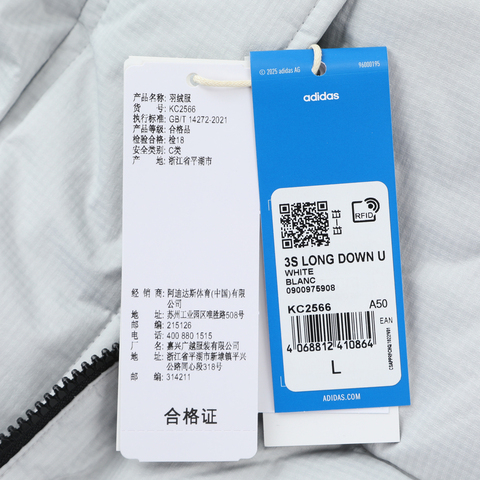 产品名称: 羽绒服
货 号: KC2566
执行标准: GB/T 14272-2021
产品等级: 合格品
检验合格: 检18
安全类别: C类
产 地: 浙江省平湖市
经 销 商: 阿迪达斯体育(中国)有限
公司
地 址: 苏州工业园区唯胜路508号
邮 编: 215126
电 话: 400 880 1515
厂 名: 嘉兴广越服装有限公司
地 址: 浙江省平湖市新埭镇平兴
公路同心段318号
邮 编: 314211
合格证
© 2025 adidas AG
96000195
adidas
RFID
3S LONG DOWN U
WHITE
BLANC
0900975908
KC2566 A50
EAN
4 068812 410864
L
ADIDAS.COM